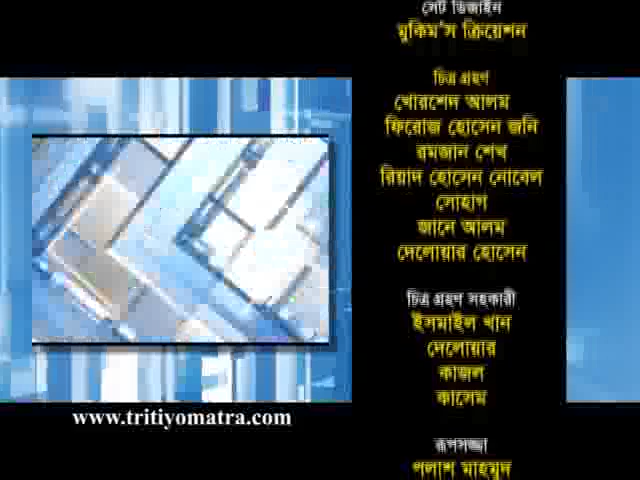 সেট ডিজাইন
মুকিম'স ক্রিয়েশন
চিত্র গ্রহণ
খোরশেদ আলম
ফিরোজ হোসেন জনি
রমজান শেখ
রিয়াদ হোসেন নোবেল
সোহাগ
জানে আলম
দেলোয়ার হোসেন
চিত্র গ্রহণ সহকারী
ইসমাইল খান
দেলোয়ার
কাজল
কাসেম
www.tritiyomatra.com
রূপসজ্জা
পলাশ মাহমুদ